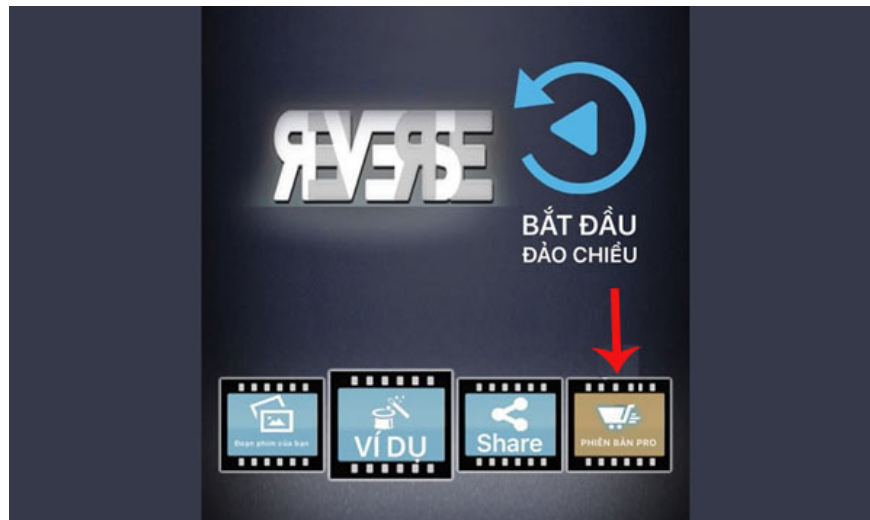 REVERSE
BẮT ĐẦU
ĐẢO CHIỀU
Đoạn phim của bạn
VÍ DỤ
Share
PHIÊN BẢN PRO